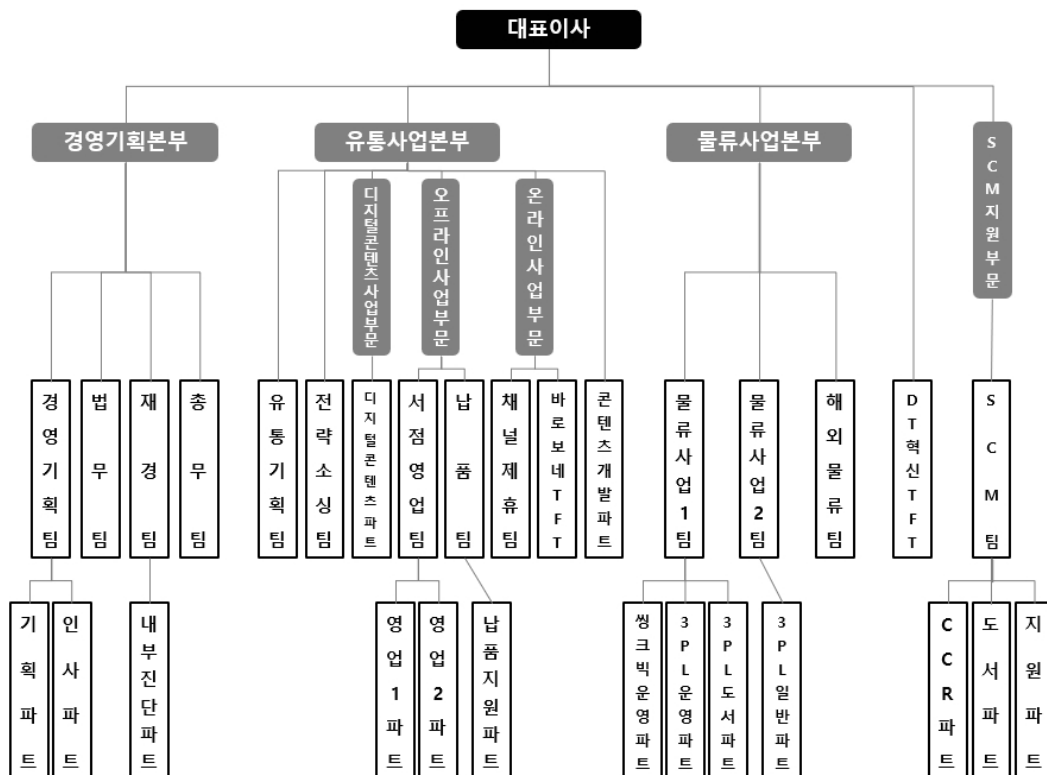 대표이사
경영기획본부
유통사업본부
물류사업본부
SCM지원부문
디지털콘텐츠사업부문
오프라인사업부문
온라인사업부문
경영기획팀
법무팀
재경팀
총무팀
유통기획팀
전략소싱팀
디지털콘텐츠파트
서점영업팀
납품팀
채널제휴팀
바로보네TFT
콘텐츠개발파트
물류사업1팀
물류사업2팀
해외물류팀
DT혁신TFT
SCM팀
기획파트
인사파트
내부진단파트
영업1파트
영업2파트
납품지원파트
씽크빅운영파트
3PL운영파트
3PL도서파트
3PL일반파트
CCR파트
도서파트
지원파트